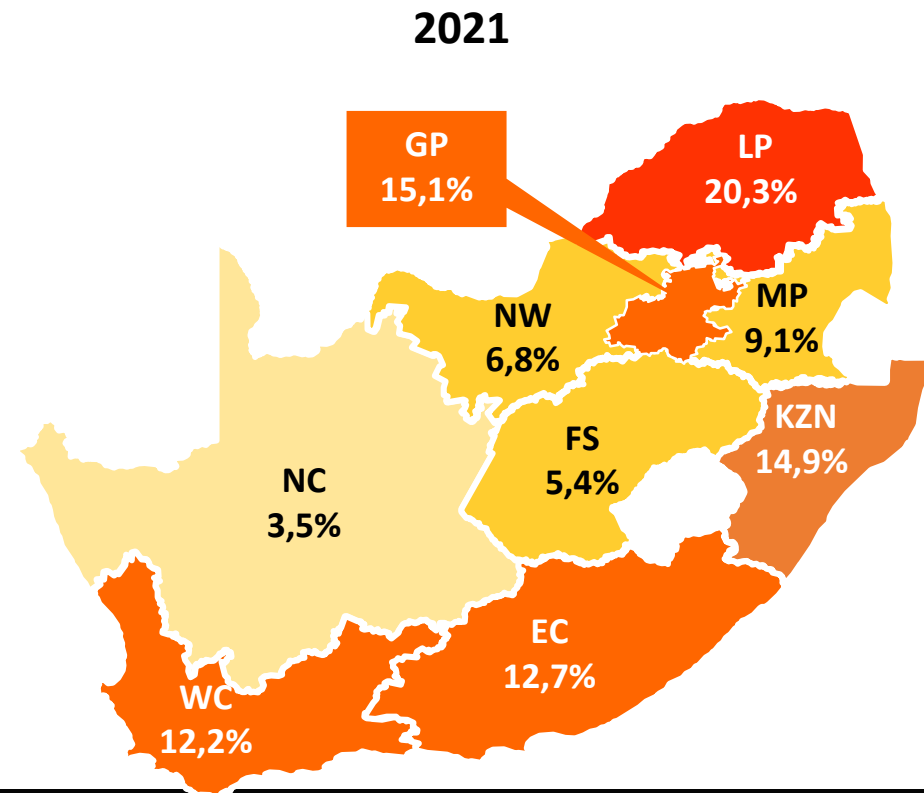 2021
GP
15,1%
LP
20,3%
NW
6,8%
MP
9,1%
FS
5,4%
KZN
14,9%
NC
3,5%
EC
12,7%
WC
12,2%